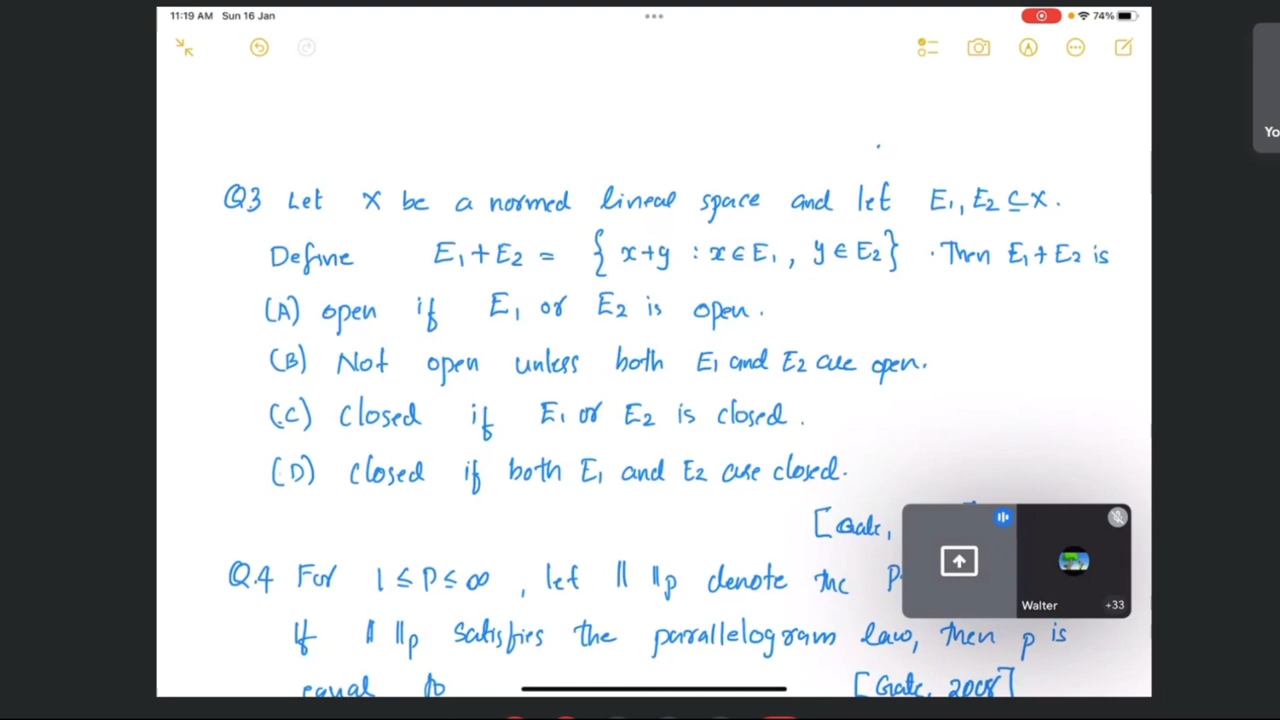 11:19 AM Sun 16 Jan
74%
Yo
Q3 Let X be a normed lineal space and let E₁, E₂ ⊆ X.
Define E₁+E₂ = { x+y : x ∈ E₁, y ∈ E₂} . Then E₁+E₂ is
(A) open if E₁ or E₂ is open.
(B) Not open unless both E₁ and E₂ are open.
(C) closed if E₁ or E₂ is closed.
(D) closed if both E₁ and E₂ are closed.
[Gate,
Q.4 For 1 ≤ P ≤ ∞, let || ||p denote the P
Walter +33
If || ||p satisfies the parallelogram law, then p is
equal to
[Gate, 2008]